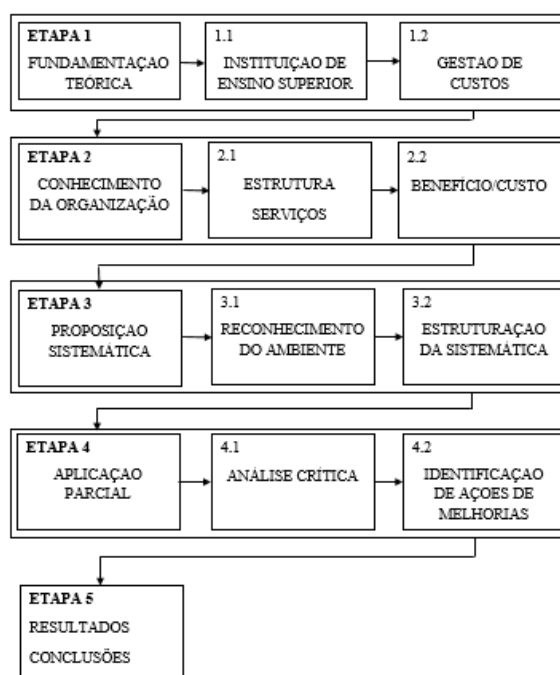 ETAPA 1
FUNDAMENTAÇAO
TEÓRICA
1.1
INSTITUIÇAO DE
ENSINO SUPERIOR
1.2
GESTAO DE
CUSTOS
ETAPA 2
CONHECIMENTO
DA ORGANIZAÇÃO
2.1
ESTRUTURA
SERVIÇOS
2.2
BENEFÍCIO/CUSTO
ETAPA 3
PROPOSIÇAO
SISTEMÁTICA
3.1
RECONHECIMENTO
DO AMBIENTE
3.2
ESTRUTURAÇAO
DA SISTEMÁTICA
ETAPA 4
APLICAÇAO
PARCIAL
4.1
ANÁLISE CRÍTICA
4.2
IDENTIFICAÇAO
DE AÇOES DE
MELHORIAS
ETAPA 5
RESULTADOS
CONCLUSÕES